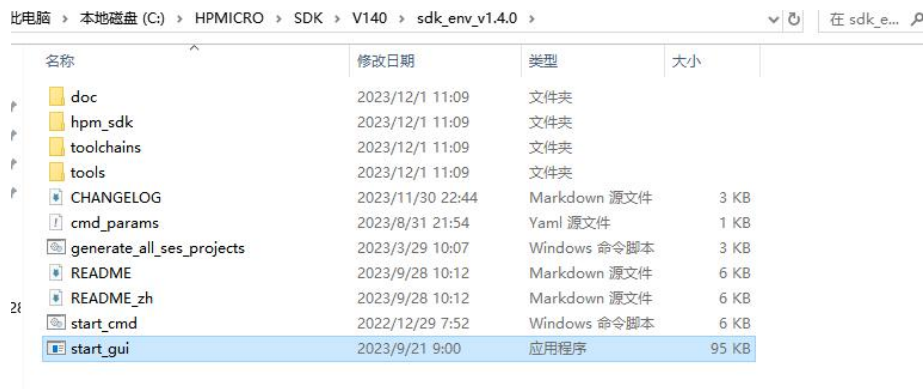 此电脑 › 本地磁盘 (C:) › HPMICRO › SDK › V140 › sdk_env_v1.4.0 ›
在 sdk_e...
名称 修改日期 类型 大小
doc 2023/12/1 11:09 文件夹
hpm_sdk 2023/12/1 11:09 文件夹
toolchains 2023/12/1 11:09 文件夹
tools 2023/12/1 11:09 文件夹
CHANGELOG 2023/11/30 22:44 Markdown 源文件 3 KB
cmd_params 2023/8/31 21:54 Yaml 源文件 1 KB
generate_all_ses_projects 2023/3/29 10:07 Windows 命令脚本 3 KB
README 2023/9/28 10:12 Markdown 源文件 6 KB
README_zh 2023/9/28 10:12 Markdown 源文件 6 KB
28
start_cmd 2022/12/29 7:52 Windows 命令脚本 6 KB
start_gui 2023/9/21 9:00 应用程序 95 KB